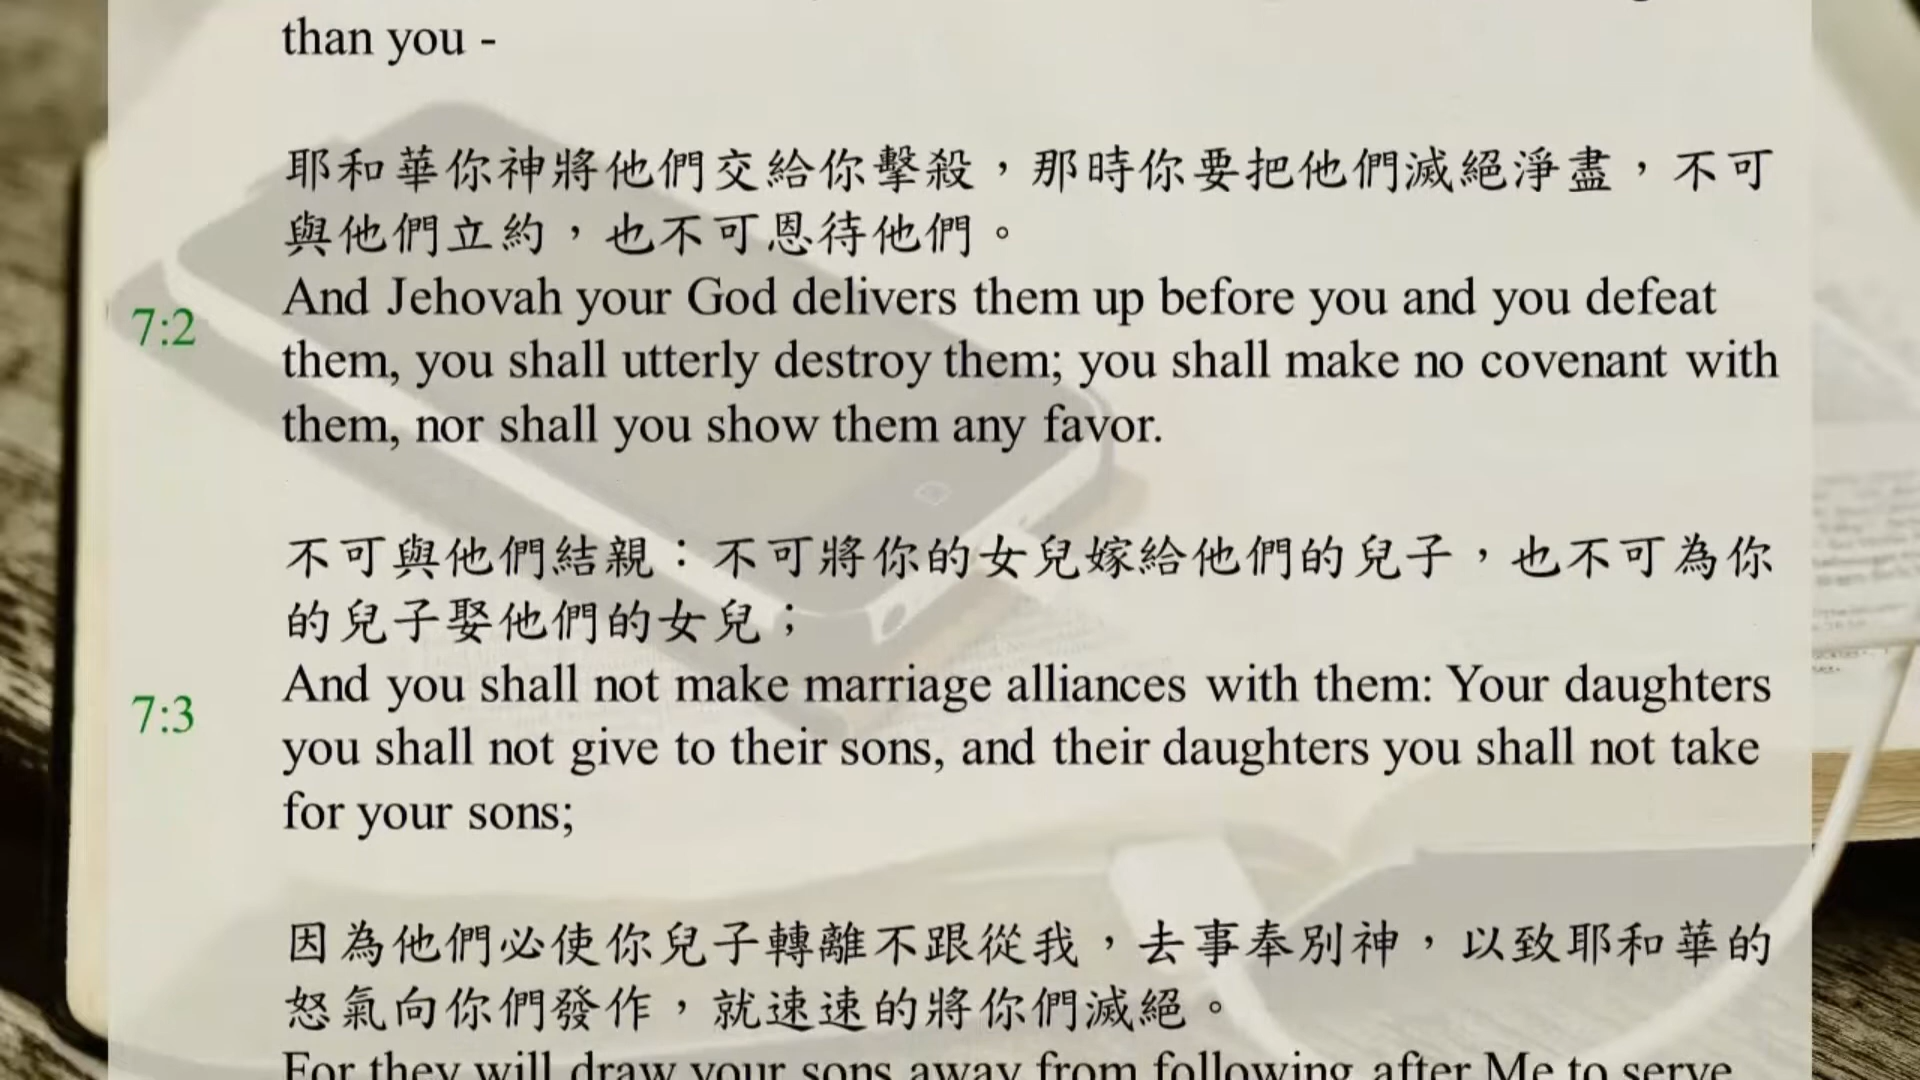 than you -
耶和華你神將他們交給你擊殺，那時你要把他們滅絕淨盡，不可
與他們立約，也不可恩待他們。
7:2
And Jehovah your God delivers them up before you and you defeat
them, you shall utterly destroy them; you shall make no covenant with
them, nor shall you show them any favor.
不可與他們結親：不可將你的女兒嫁給他們的兒子，也不可為你
的兒子娶他們的女兒；
7:3
And you shall not make marriage alliances with them: Your daughters
you shall not give to their sons, and their daughters you shall not take
for your sons;
因為他們必使你兒子轉離不跟從我，去事奉別神，以致耶和華的
怒氣向你們發作，就速速的將你們滅絕。
For they will draw your sons away from following after Me to serve